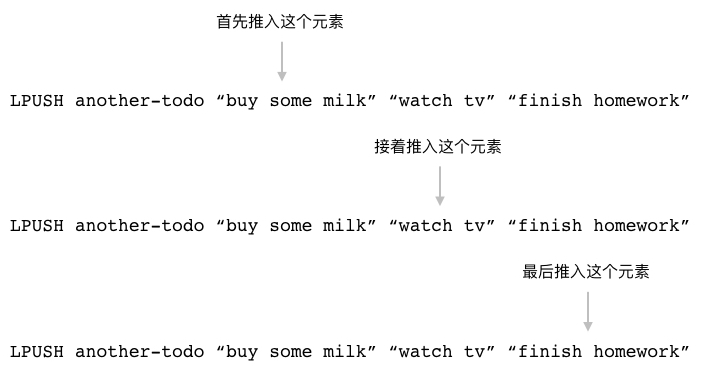 首先推入这个元素
LPUSH another-todo “buy some milk” “watch tv” “finish homework”
接着推入这个元素
LPUSH another-todo “buy some milk” “watch tv” “finish homework”
最后推入这个元素
LPUSH another-todo “buy some milk” “watch tv” “finish homework”